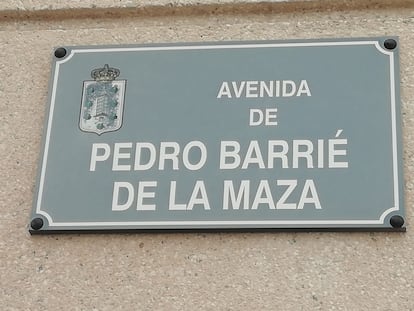 AVENIDA
DE
PEDRO BARRIÉ
DE LA MAZA